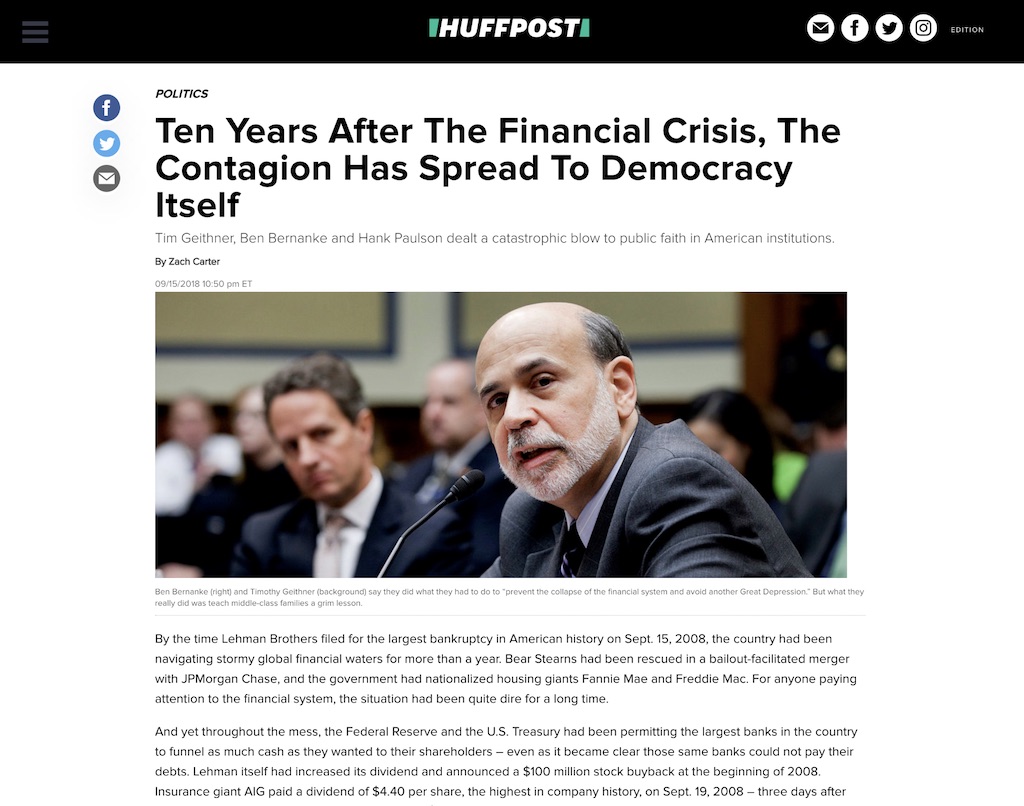 HUFFPOST
EDITION
POLITICS
Ten Years After The Financial Crisis, The
Contagion Has Spread To Democracy
Itself
Tim Geithner, Ben Bernanke and Hank Paulson dealt a catastrophic blow to public faith in American institutions.
By Zach Carter
09/15/2018 10:50 pm ET
Ben Bernanke (right) and Timothy Geithner (background) say they did what they had to do to “prevent the collapse of the financial system and avoid another Great Depression.” But what they
really did was teach middle-class families a grim lesson.
By the time Lehman Brothers filed for the largest bankruptcy in American history on Sept. 15, 2008, the country had been
navigating stormy global financial waters for more than a year. Bear Stearns had been rescued in a bailout-facilitated merger
with JPMorgan Chase, and the government had nationalized housing giants Fannie Mae and Freddie Mac. For anyone paying
attention to the financial system, the situation had been quite dire for a long time.
And yet throughout the mess, the Federal Reserve and the U.S. Treasury had been permitting the largest banks in the country
to funnel as much cash as they wanted to their shareholders – even as it became clear those same banks could not pay their
debts. Lehman itself had increased its dividend and announced a $100 million stock buyback at the beginning of 2008.
Insurance giant AIG paid a dividend of $4.40 per share, the highest in company history, on Sept. 19, 2008 – three days after